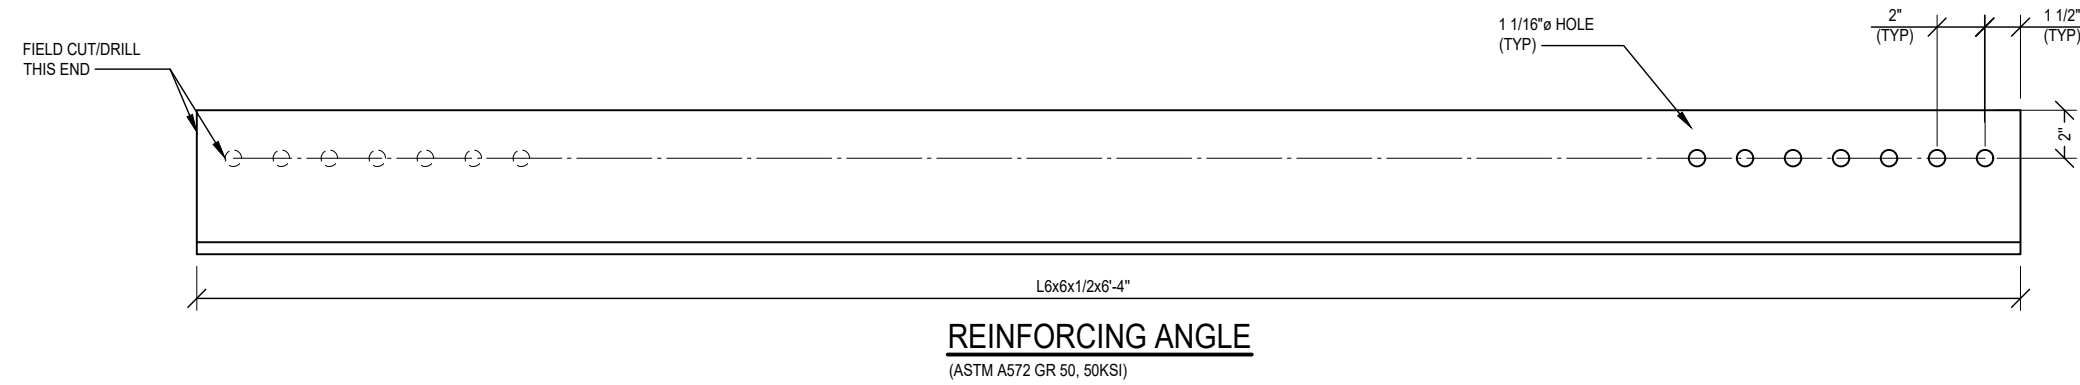 FIELD CUT/DRILL
THIS END
1 1/16"ø HOLE
(TYP)
2"
(TYP)
1 1/2"
(TYP)
2"
L6x6x1/2x6'-4"
REINFORCING ANGLE
(ASTM A572 GR 50, 50KSI)